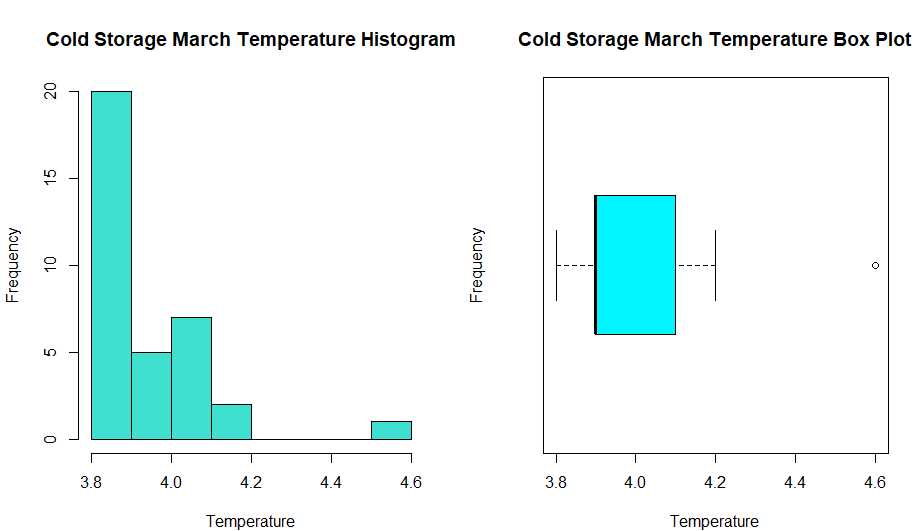 Cold Storage March Temperature Histogram
Frequency
20
15
10
5
0
3.8 4.0 4.2 4.4 4.6
Temperature
Cold Storage March Temperature Box Plot
Frequency
3.8 4.0 4.2 4.4 4.6
Temperature